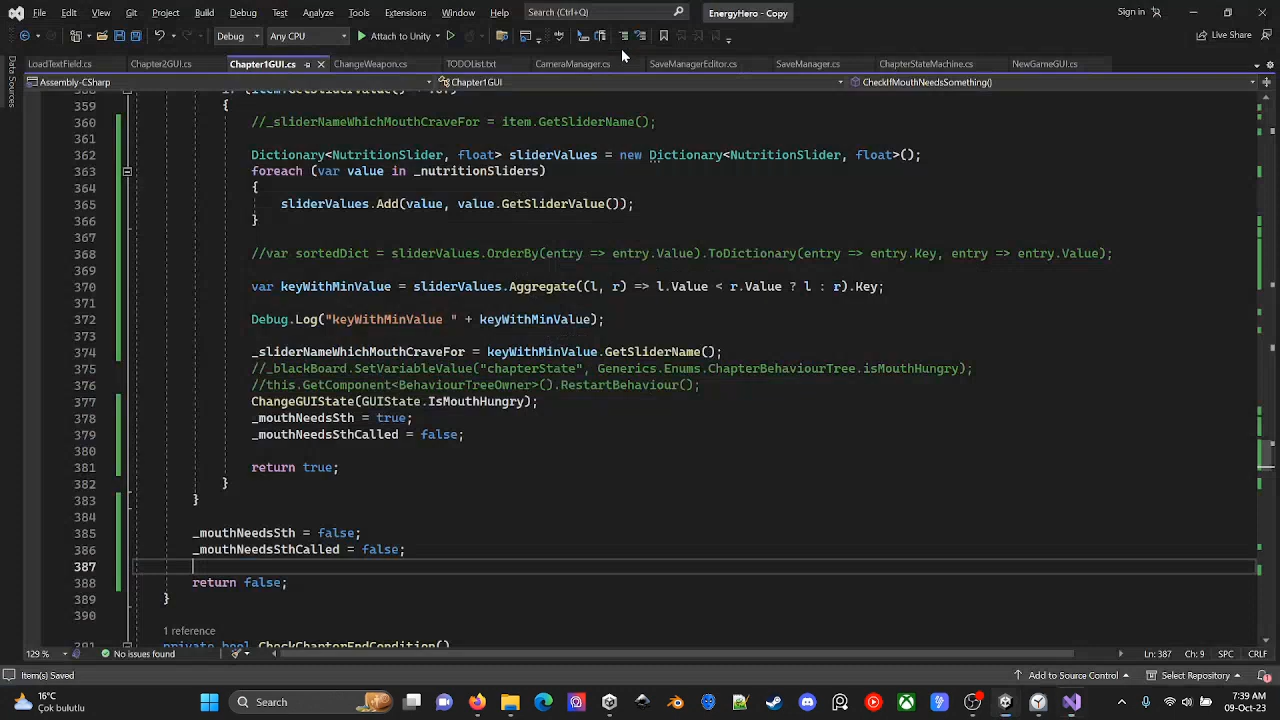 File Edit View Git Project Build Debug Test Analyze Tools Extensions Window Help Search (Ctrl+Q) EnergyHero - Copy Sign in
Debug Any CPU Attach to Unity Live Share
LoadTextField.cs Chapter2GUI.cs Chapter1GUI.cs ChangeWeapon.cs TODOList.txt CameraManager.cs SaveManagerEditor.cs SaveManager.cs ChapterStateMachine.cs NewGameGUI.cs
Data Sources
Assembly-CSharp Chapter1GUI CheckIfMouthNeedsSomething()
359 {
360 //_sliderNameWhichMouthCraveFor = item.GetSliderName();
361
362 Dictionary<NutritionSlider, float> sliderValues = new Dictionary<NutritionSlider, float>();
363 foreach (var value in _nutritionSliders)
364 {
365 sliderValues.Add(value, value.GetSliderValue());
366 }
367
368 //var sortedDict = sliderValues.OrderBy(entry => entry.Value).ToDictionary(entry => entry.Key, entry => entry.Value);
369
370 var keyWithMinValue = sliderValues.Aggregate((l, r) => l.Value < r.Value ? l : r).Key;
371
372 Debug.Log("keyWithMinValue " + keyWithMinValue);
373
374 _sliderNameWhichMouthCraveFor = keyWithMinValue.GetSliderName();
375 //_blackBoard.SetVariableValue("chapterState", Generics.Enums.ChapterBehaviourTree.isMouthHungry);
376 //this.GetComponent<BehaviourTreeOwner>().RestartBehaviour();
377 ChangeGUIState(GUIState.IsMouthHungry);
378 _mouthNeedsSth = true;
379 _mouthNeedsSthCalled = false;
380
381 return true;
382 }
383 }
384
385 _mouthNeedsSth = false;
386 _mouthNeedsSthCalled = false;
387
388 return false;
389 }
390
1 reference
391 private bool CheckChapterEndCondition()
129 % No issues found Ln: 387 Ch: 9 SPC CRLF
Item(s) Saved Add to Source Control Select Repository
16°C
Çok bulutlu
Search
7:39 AM
09-Oct-23